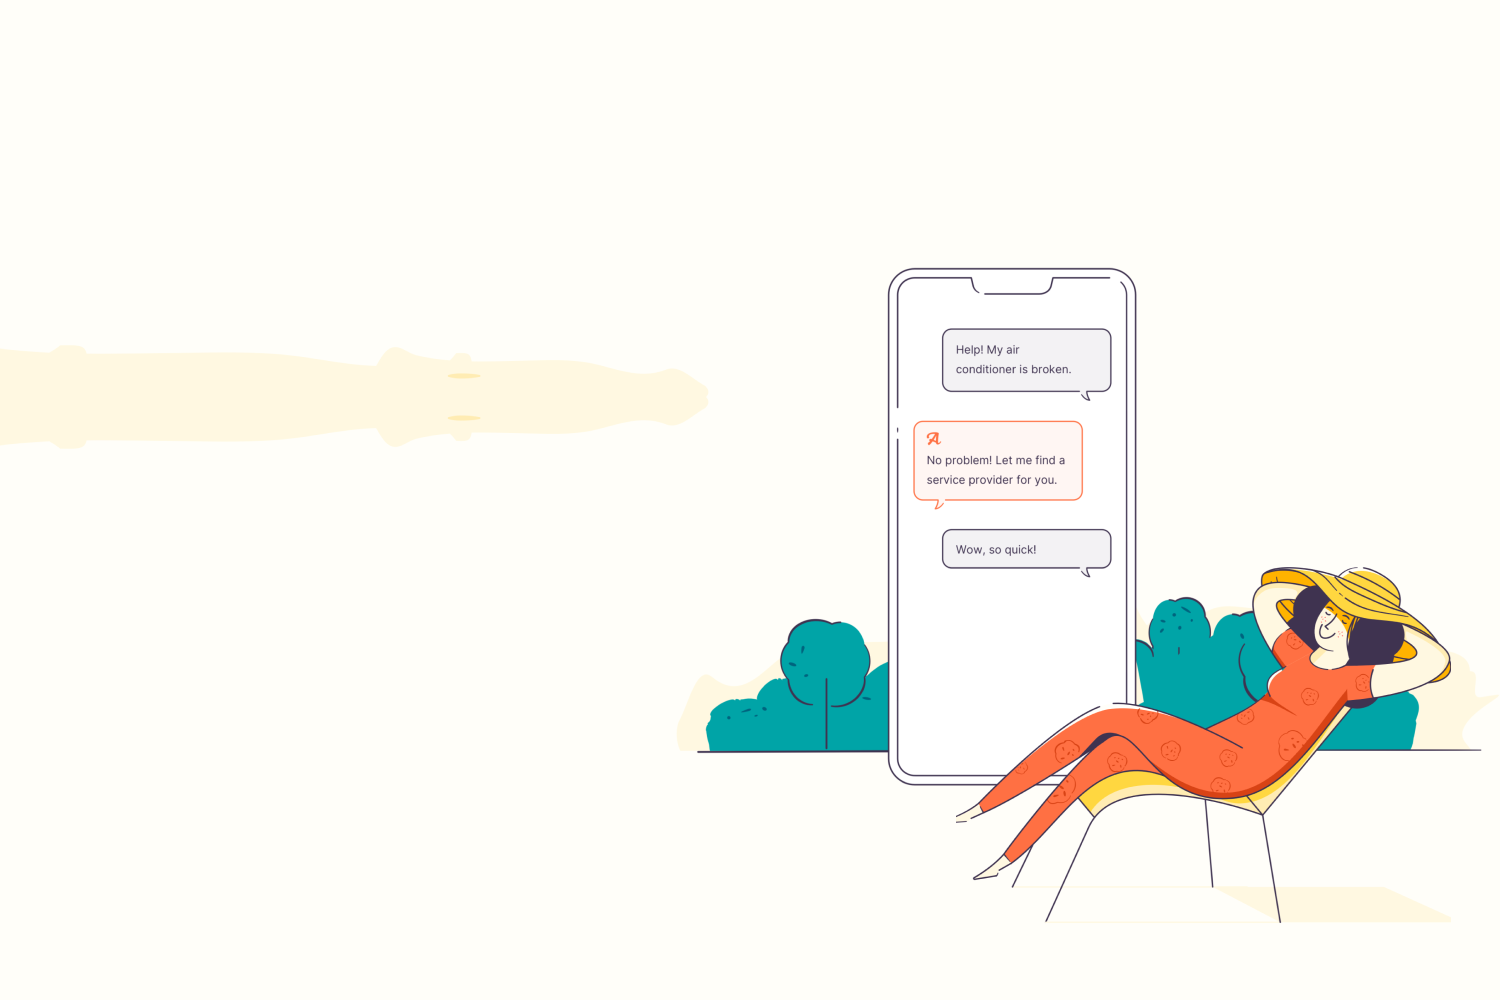 Help! My air
conditioner is broken.
A
No problem! Let me find a
service provider for you.
Wow, so quick!